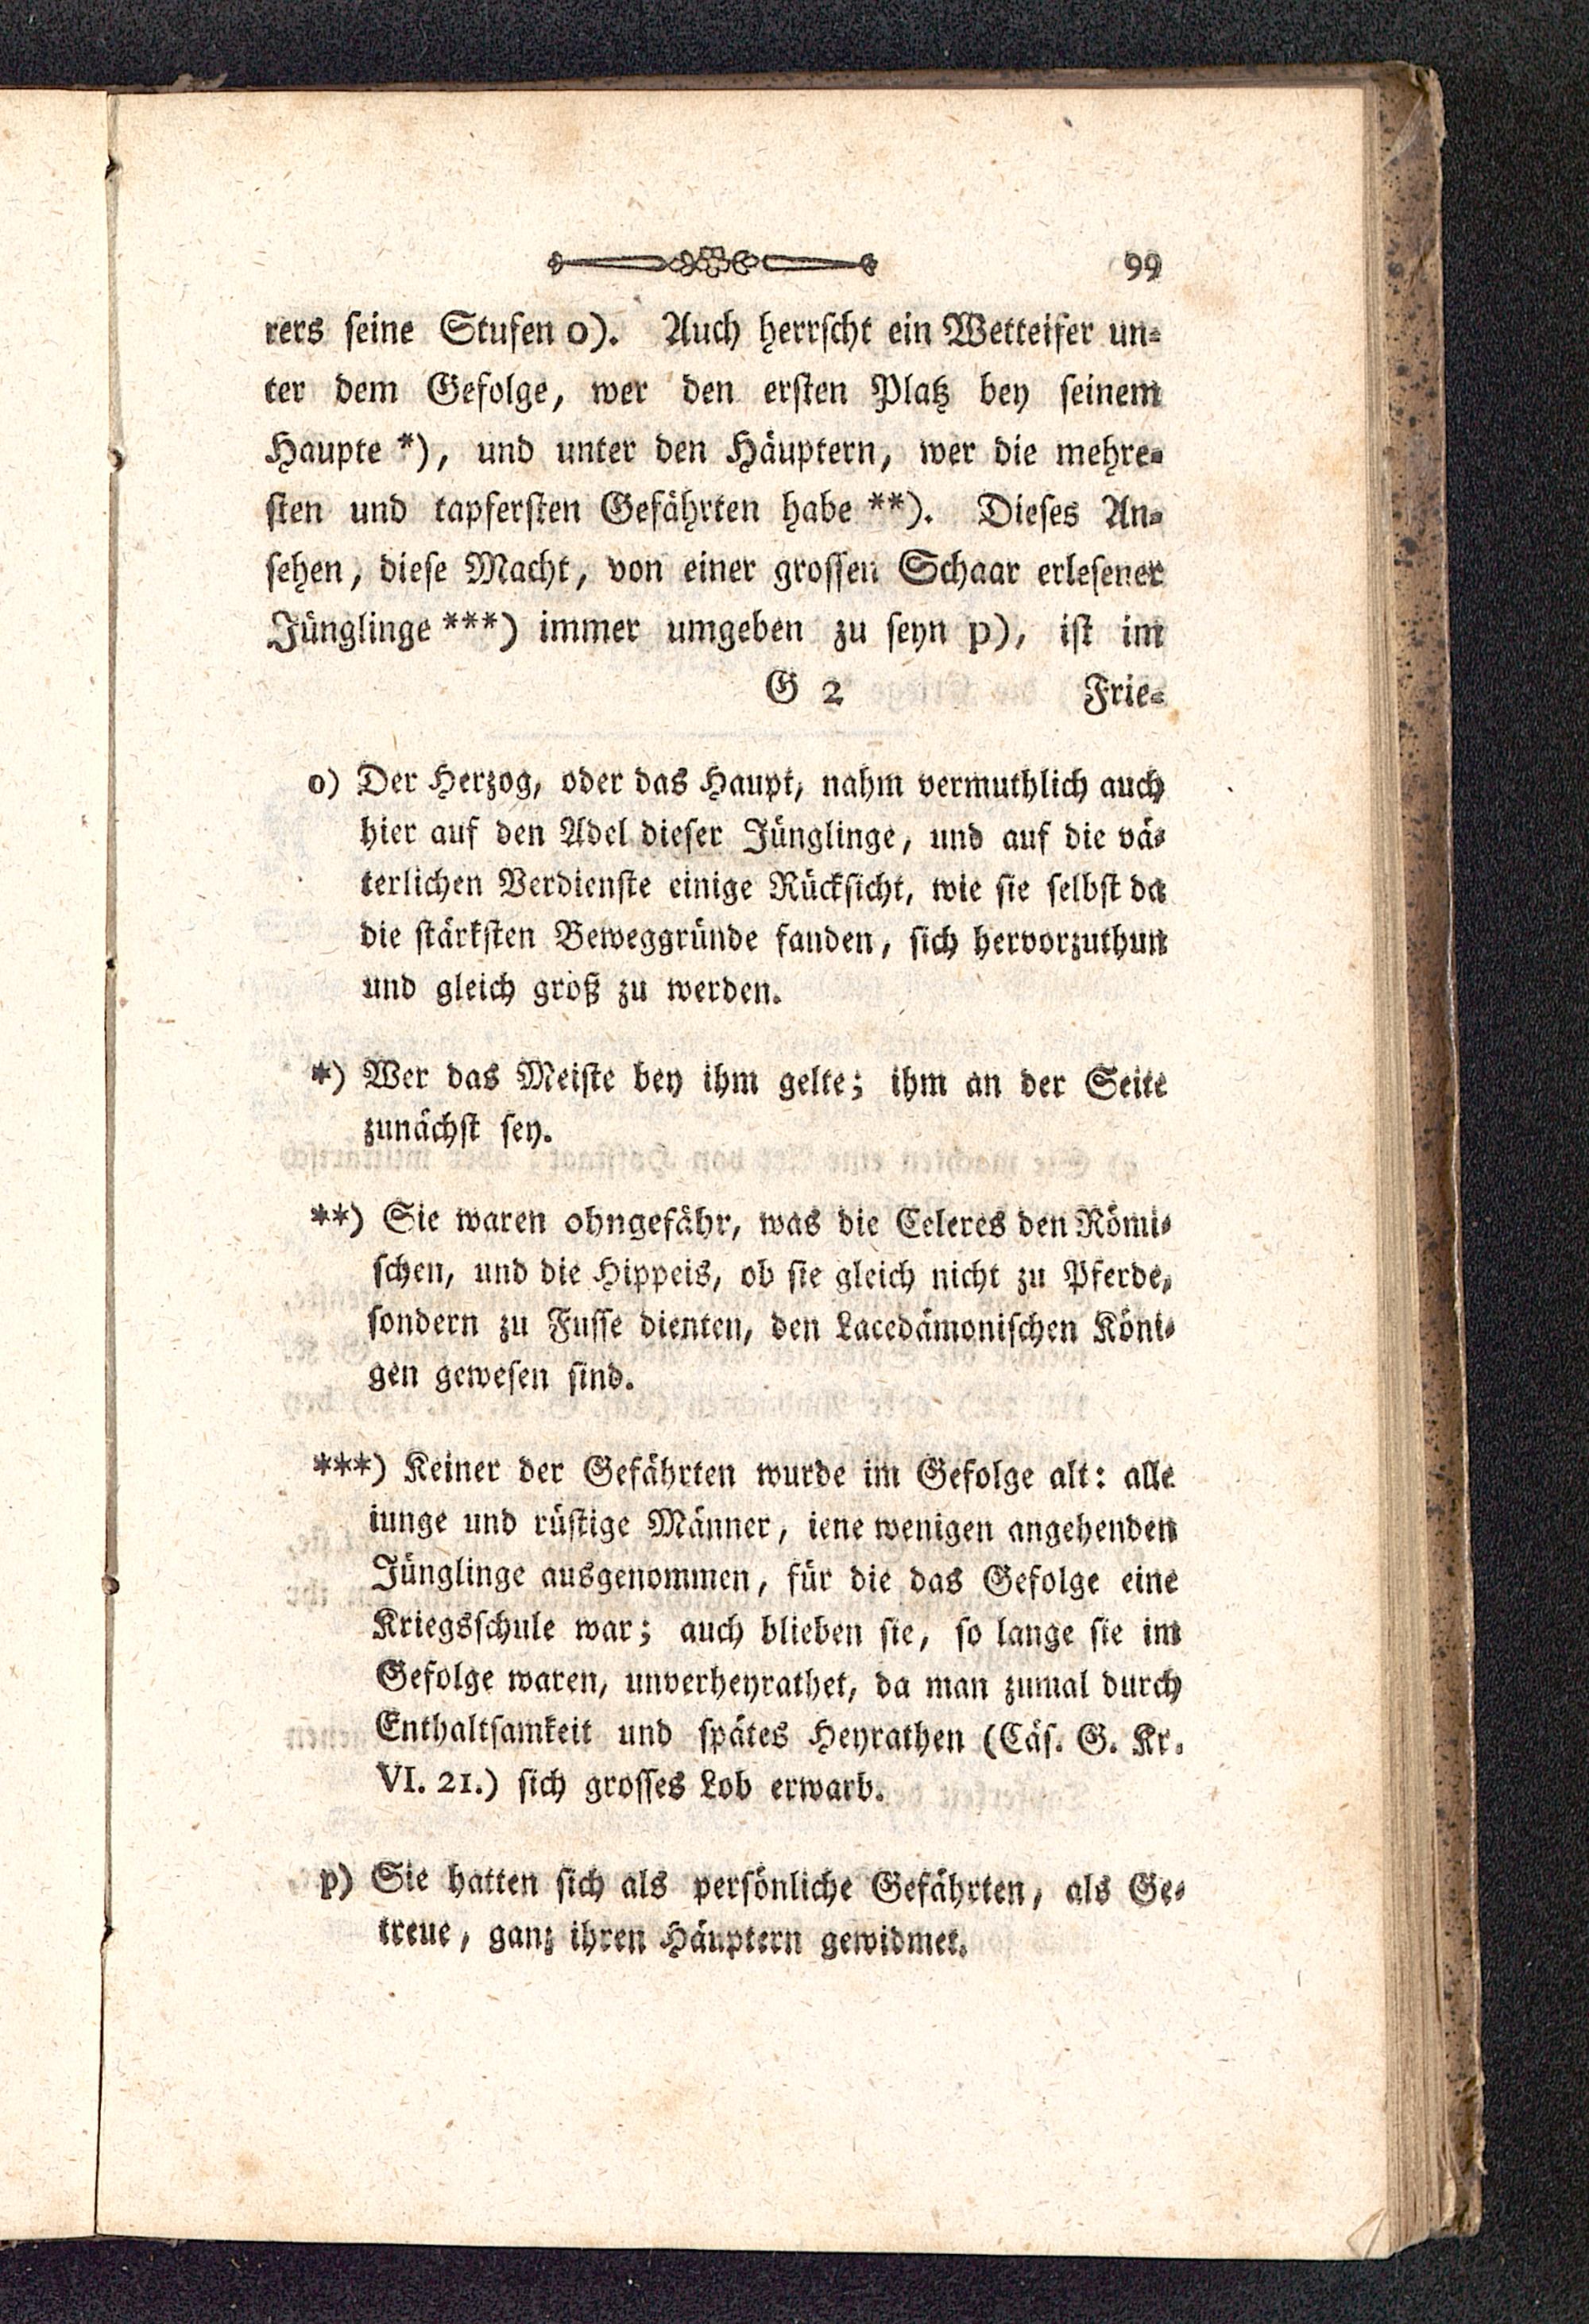 99
rers seine Stufen o). Auch herrscht ein Wetteifer un-
ter dem Gefolge, wer den ersten Platz bey seinem
Haupte *), und unter den Häuptern, wer die mehre-
sten und tapfersten Gefährten habe **). Dieses An-
sehen, diese Macht, von einer grossen Schaar erlesener
Jünglinge ***) immer umgeben zu seyn p), ist im
G 2 Frie-
o) Der Herzog, oder das Haupt, nahm vermuthlich auch
hier auf den Adel dieser Jünglinge, und auf die vä-
terlichen Verdienste einige Rücksicht, wie sie selbst da
die stärksten Beweggründe fanden, sich hervorzuthun
und gleich groß zu werden.
*) Wer das Meiste bey ihm gelte; ihm an der Seite
zunächst sey.
**) Sie waren ohngefähr, was die Celeres den Römi-
schen, und die Hippeis, ob sie gleich nicht zu Pferde,
sondern zu Fusse dienten, den Lacedämonischen Köni-
gen gewesen sind.
***) Keiner der Gefährten wurde im Gefolge alt: alle
iunge und rüstige Männer, iene wenigen angehenden
Jünglinge ausgenommen, für die das Gefolge eine
Kriegsschule war; auch blieben sie, so lange sie im
Gefolge waren, unverheyrathet, da man zumal durch
Enthaltsamkeit und spätes Heyrathen (Cäs. G. Kr.
VI. 21.) sich grosses Lob erwarb.
p) Sie hatten sich als persönliche Gefährten, als Ge-
treue, ganz ihren Häuptern gewidmet.